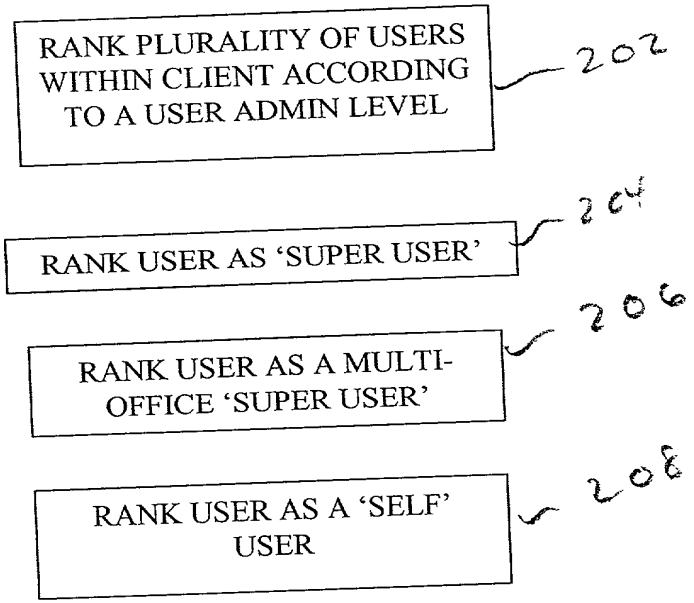 RANK PLURALITY OF USERS
WITHIN CLIENT ACCORDING
TO A USER ADMIN LEVEL
202
RANK USER AS ‘SUPER USER’
204
RANK USER AS A MULTI-
OFFICE ‘SUPER USER’
206
RANK USER AS A ‘SELF’
USER
208